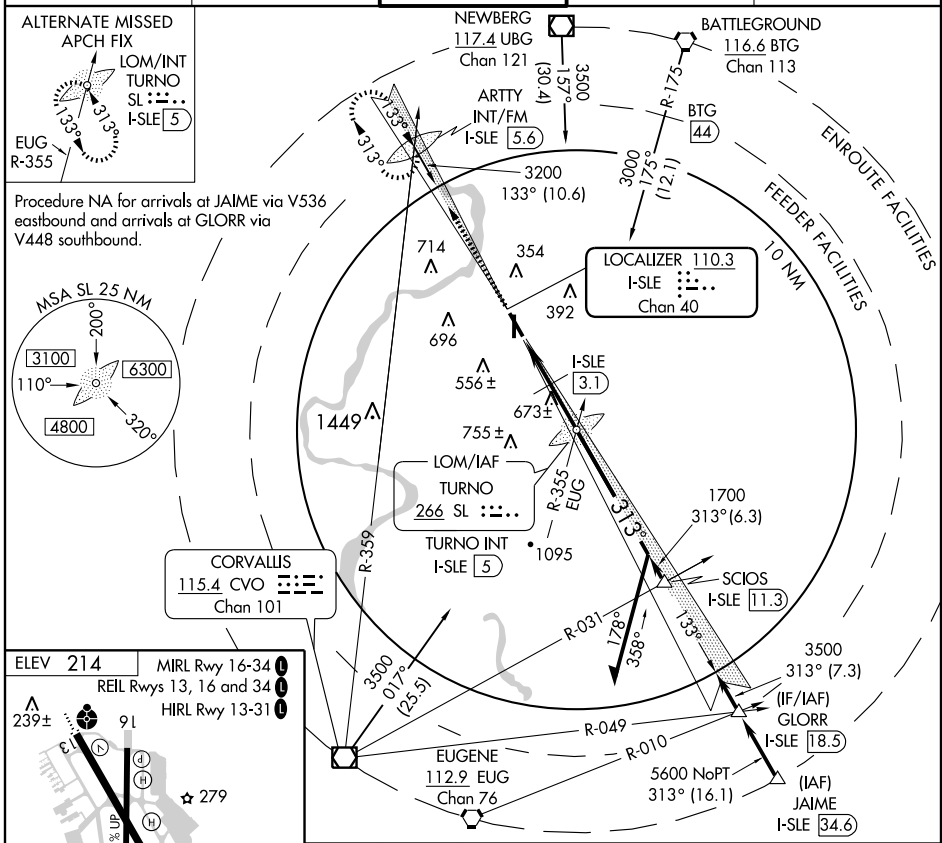 ALTERNATE MISSED
APCH FIX
LOM/INT
TURNO
SL
I-SLE 5
133°
313°
EUG
R-355
NEWBERG
117.4 UBG
Chan 121
3500
157°
(30.4)
BATTLEGROUND
116.6 BTG
Chan 113
R-175
BTG
44
3000
175°
(12.1)
ENROUTE FACILITIES
FEEDER FACILITIES
10 NM
ARTTY
INT/FM
I-SLE 5.6
133°
313°
3200
133° (10.6)
Procedure NA for arrivals at JAIME via V536
eastbound and arrivals at GLORR via
V448 southbound.
MSA SL 25 NM
200°
3100
6300
110°
4800
320°
714
354
392
696
556 ±
673±
755 ±
1449
1095
LOCALIZER 110.3
I-SLE
Chan 40
I-SLE
3.1
LOM/IAF
TURNO
266 SL
TURNO INT
I-SLE 5
R-355
EUG
313°
1700
313°(6.3)
SCIOS
I-SLE 11.3
133°
178°
358°
R-359
R-031
CORVALLIS
115.4 CVO
Chan 101
3500
017°
(25.5)
R-049
R-010
3500
313° (7.3)
(IF/IAF)
GLORR
I-SLE 18.5
EUGENE
112.9 EUG
Chan 76
5600 NoPT
313° (16.1)
(IAF)
JAIME
I-SLE 34.6
ELEV 214
MIRL Rwy 16-34 L
REIL Rwys 13, 16 and 34 L
HIRL Rwy 13-31 L
239±
13
16
V
P
H
H
279
% UP